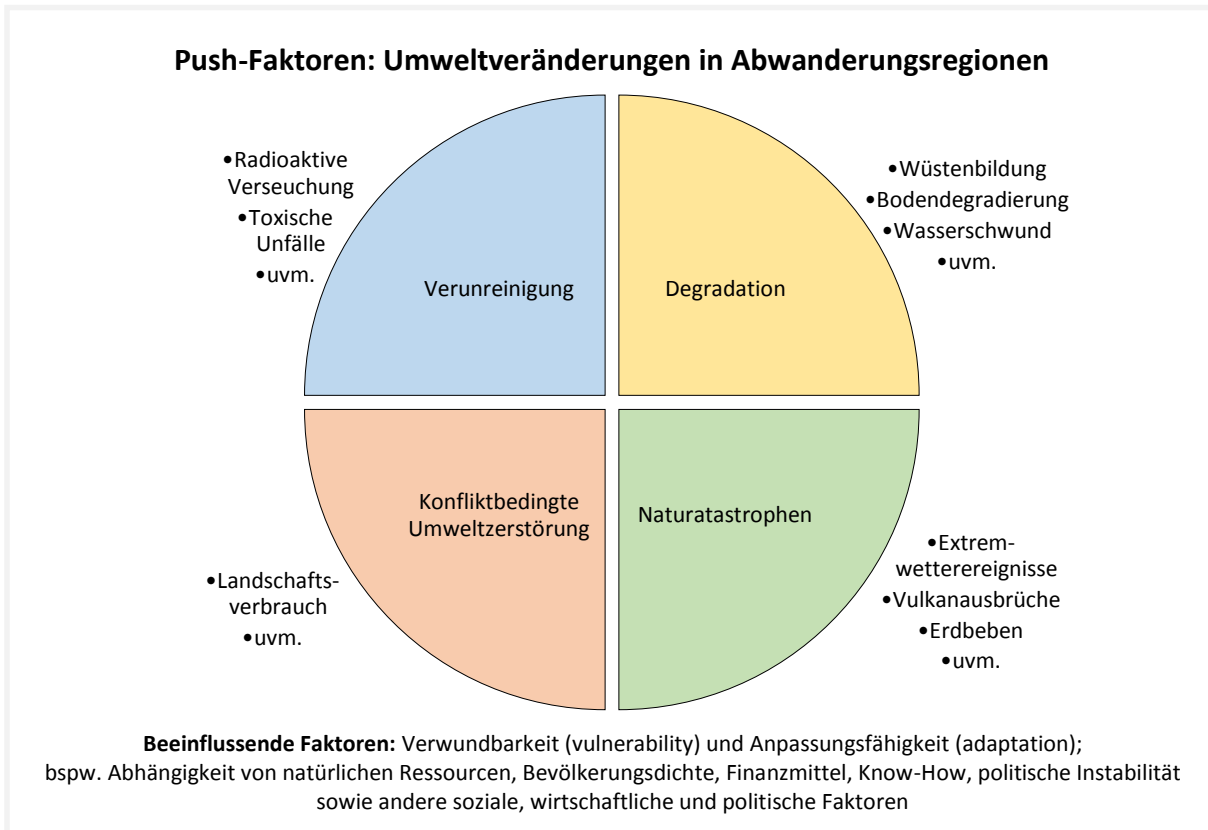 Push-Faktoren: Umweltveränderungen in Abwanderungsregionen
•Radioaktive
Verseuchung
•Toxische
Unfälle
•uvm.
Verunreinigung
Degradation
•Wüstenbildung
•Bodendegradierung
•Wasserschwund
•uvm.
Konfliktbedingte
Umweltzerstörung
•Landschafts-
verbrauch
•uvm.
Naturatastrophen
•Extrem-
wetterereignisse
•Vulkanausbrüche
•Erdbeben
•uvm.
Beeinflussende Faktoren: Verwundbarkeit (vulnerability) und Anpassungsfähigkeit (adaptation);
bspw. Abhängigkeit von natürlichen Ressourcen, Bevölkerungsdichte, Finanzmittel, Know-How, politische Instabilität
sowie andere soziale, wirtschaftliche und politische Faktoren